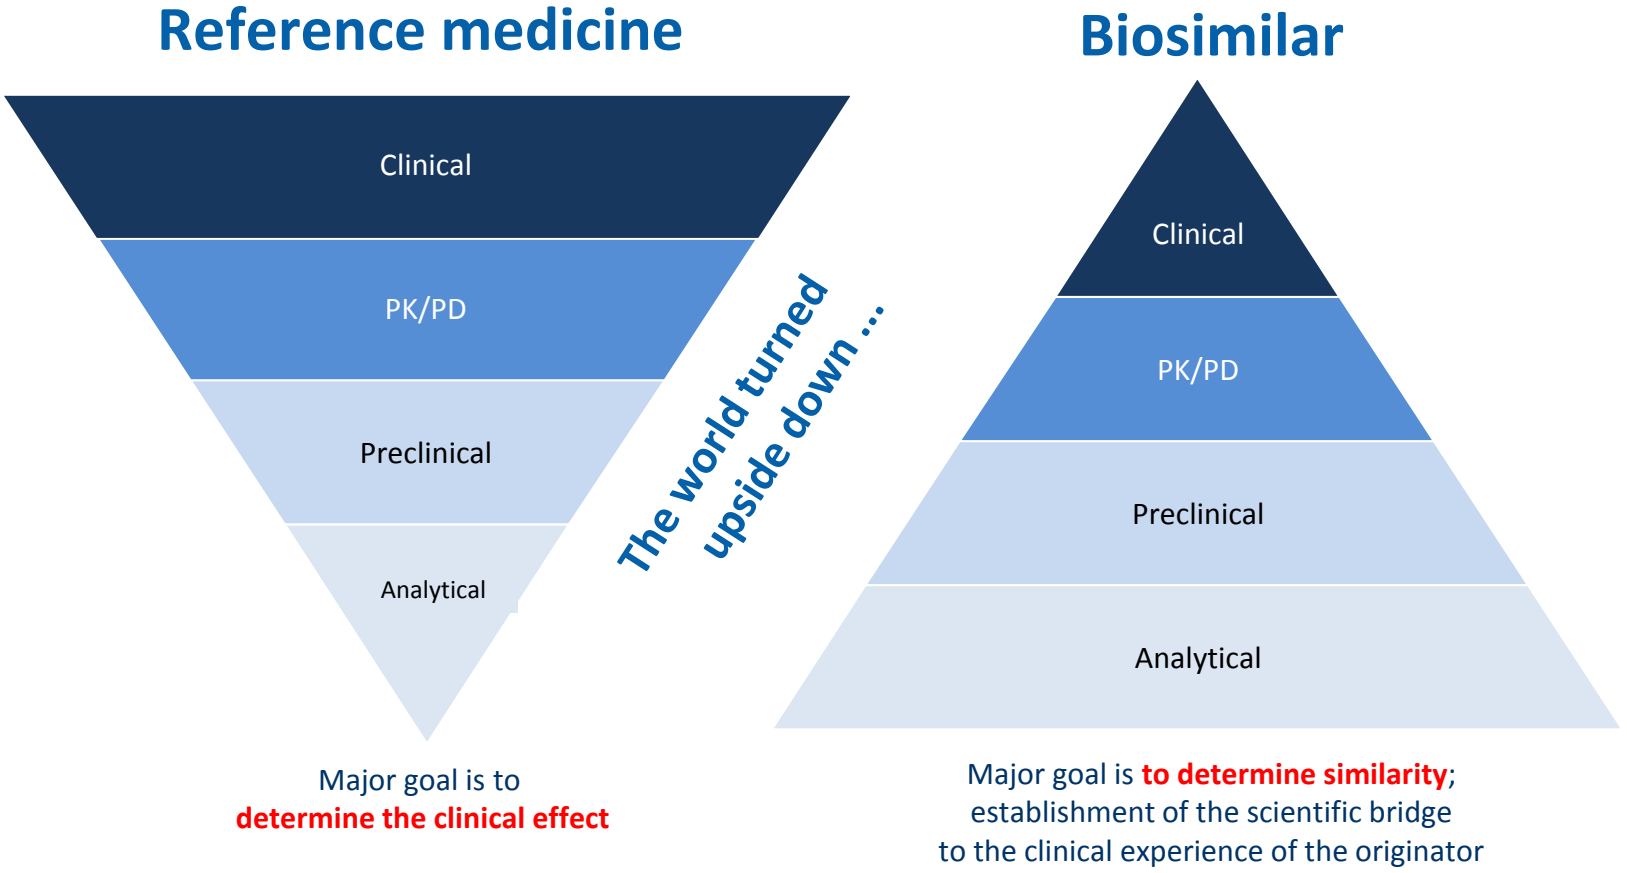 Reference medicine
Clinical
PK/PD
Preclinical
Analytical
Major goal is to
determine the clinical effect
The world turned
upside down ...
Biosimilar
Clinical
PK/PD
Preclinical
Analytical
Major goal is to determine similarity;
establishment of the scientific bridge
to the clinical experience of the originator